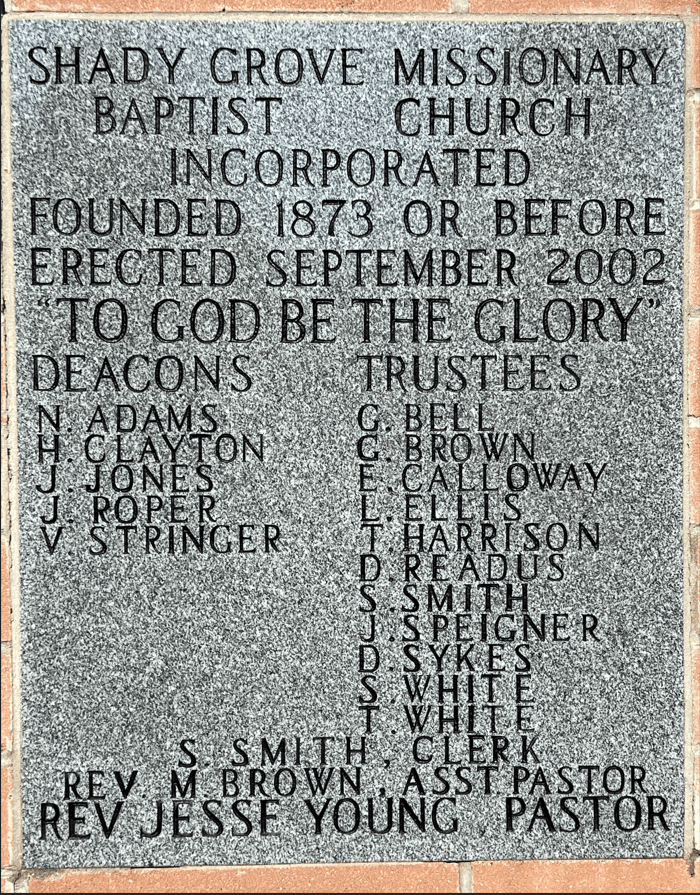 SHADY GROVE MISSIONARY
BAPTIST CHURCH
INCORPORATED
FOUNDED 1873 OR BEFORE
ERECTED SEPTEMBER 2002
"TO GOD BE THE GLORY"
DEACONS TRUSTEES
N. ADAMS G. BELL
H. CLAYTON G. BROWN
J. JONES E. CALLOWAY
J. ROPER L. ELLIS
V. STRINGER T. HARRISON
D. READUS
S. SMITH
J. SPEIGNER
D. SYKES
S. WHITE
T. WHITE
S. SMITH, CLERK
REV. M. BROWN, ASST PASTOR
REV JESSE YOUNG, PASTOR